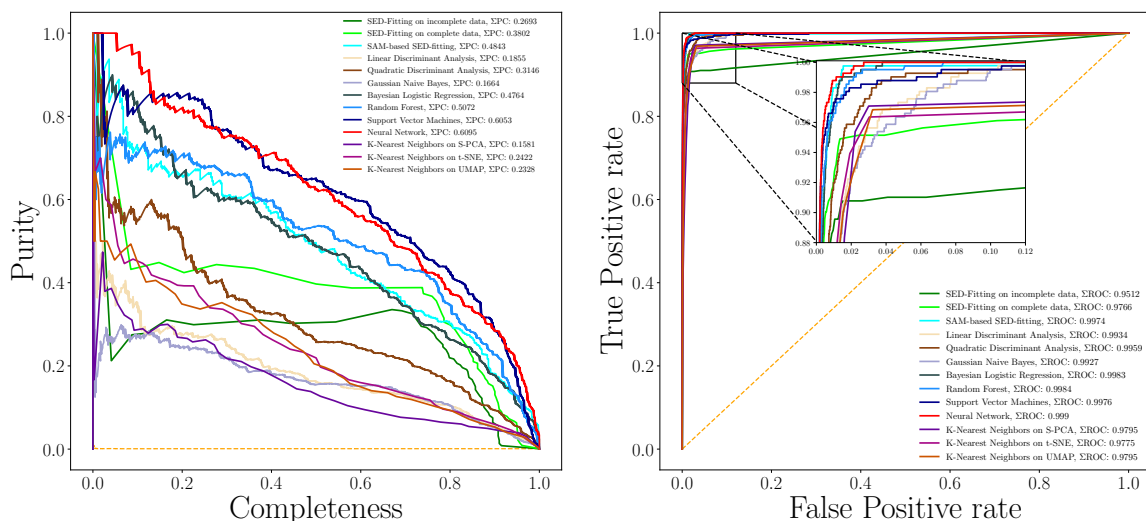 SED-Fitting on incomplete data, ΣPC: 0.2693
SED-Fitting on complete data, ΣPC: 0.3802
SAM-based SED-fitting, ΣPC: 0.4843
Linear Discriminant Analysis, ΣPC: 0.1855
Quadratic Discriminant Analysis, ΣPC: 0.3146
Gaussian Naive Bayes, ΣPC: 0.1664
Bayesian Logistic Regression, ΣPC: 0.4764
Random Forest, ΣPC: 0.5072
Support Vector Machines, ΣPC: 0.6053
Neural Network, ΣPC: 0.6095
K-Nearest Neighbors on S-PCA, ΣPC: 0.1581
K-Nearest Neighbors on t-SNE, ΣPC: 0.2422
K-Nearest Neighbors on UMAP, ΣPC: 0.2328
1.0
0.8
0.6
0.4
0.2
0.0
Purity
0.0 0.2 0.4 0.6 0.8 1.0
Completeness
1.0
0.8
0.6
0.4
0.2
0.0
True Positive rate
1.00
0.98
0.96
0.94
0.92
0.90
0.88
0.00 0.02 0.04 0.06 0.08 0.10 0.12
SED-Fitting on incomplete data, ΣROC: 0.9512
SED-Fitting on complete data, ΣROC: 0.9766
SAM-based SED-fitting, ΣROC: 0.9974
Linear Discriminant Analysis, ΣROC: 0.9934
Quadratic Discriminant Analysis, ΣROC: 0.9959
Gaussian Naive Bayes, ΣROC: 0.9927
Bayesian Logistic Regression, ΣROC: 0.9983
Random Forest, ΣROC: 0.9984
Support Vector Machines, ΣROC: 0.9976
Neural Network, ΣROC: 0.999
K-Nearest Neighbors on S-PCA, ΣROC: 0.9795
K-Nearest Neighbors on t-SNE, ΣROC: 0.9775
K-Nearest Neighbors on UMAP, ΣROC: 0.9795
0.0 0.2 0.4 0.6 0.8 1.0
False Positive rate